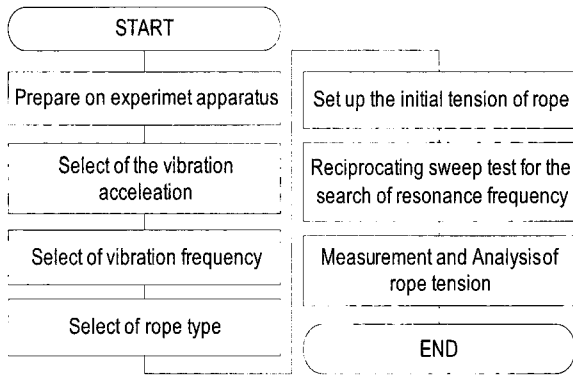 START
Prepare on experimet apparatus
Select of the vibration
acceleation
Select of vibration frequency
Select of rope type
Set up the initial tension of rope
Reciprocating sweep test for the
search of resonance frequency
Measurement and Analysis of
rope tension
END